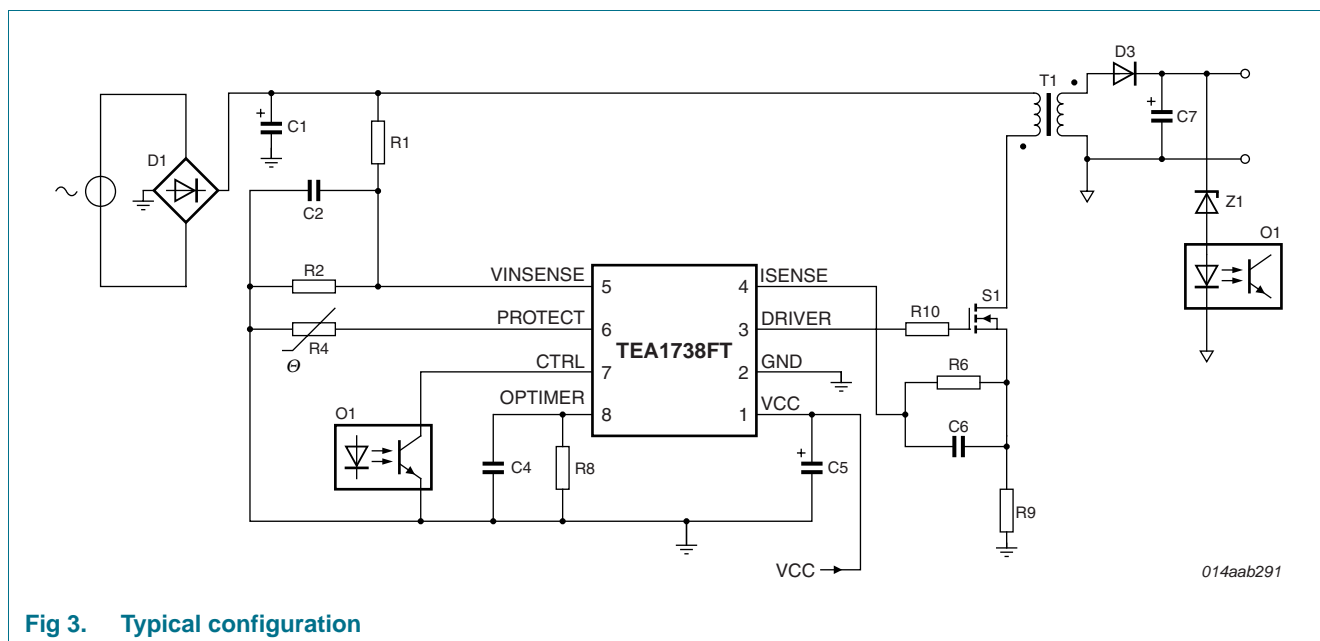 D3
T1
C1
C7
R1
D1
C2
Z1
O1
R2
VINSENSE
5
4
ISENSE
S1
R10
PROTECT
6
3
DRIVER
R4
Θ
TEA1738FT
CTRL
7
2
GND
R6
OPTIMER
8
1
VCC
O1
C6
C4
R8
C5
R9
VCC
014aab291
Fig 3. Typical configuration